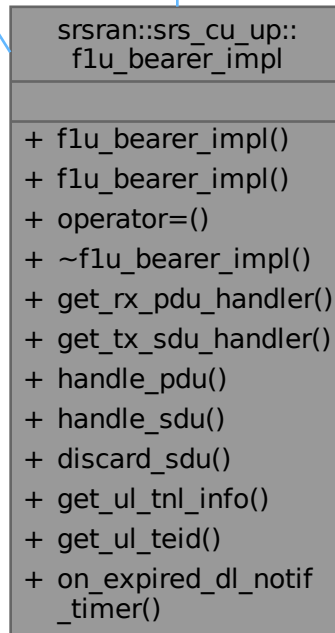 srsran::srs_cu_up::
f1u_bearer_impl
+ f1u_bearer_impl()
+ f1u_bearer_impl()
+ operator=()
+ ~f1u_bearer_impl()
+ get_rx_pdu_handler()
+ get_tx_sdu_handler()
+ handle_pdu()
+ handle_sdu()
+ discard_sdu()
+ get_ul_tnl_info()
+ get_ul_teid()
+ on_expired_dl_notif
_timer()